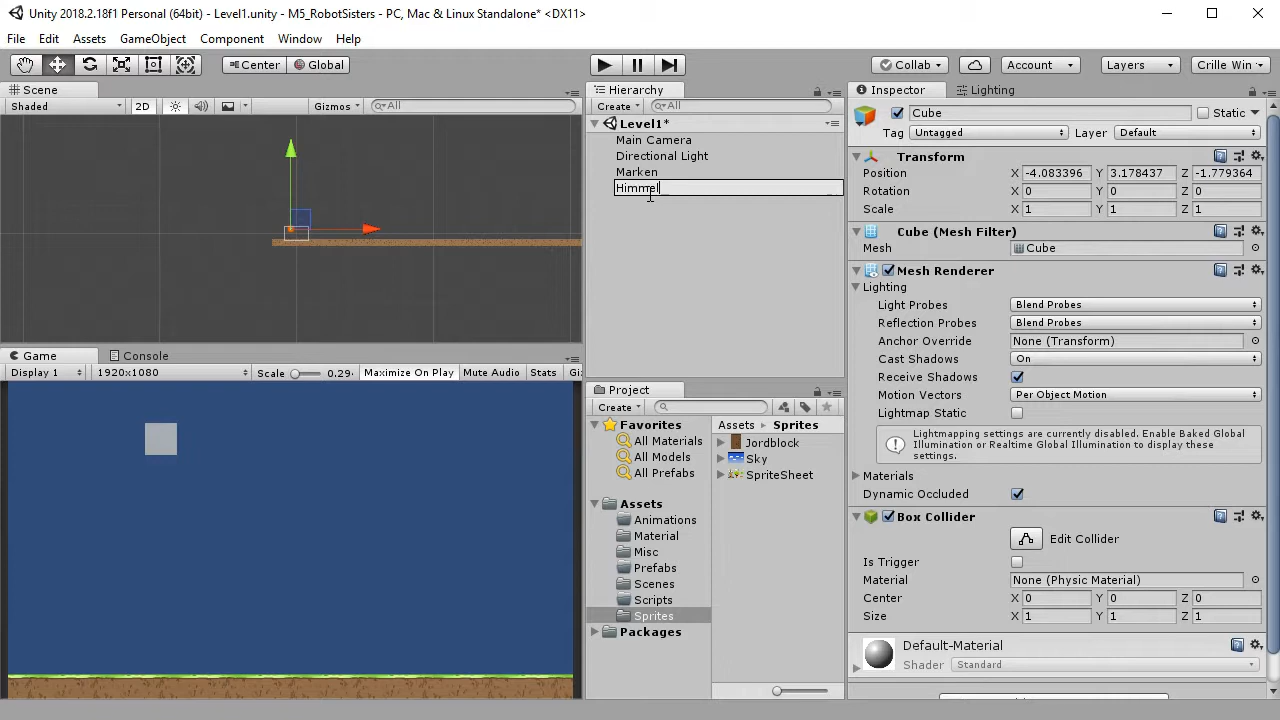 Unity 2018.2.18f1 Personal (64bit) - Level1.unity - M5_RobotSisters - PC, Mac & Linux Standalone* <DX11>
File Edit Assets GameObject Component Window Help
Center Global Collab Account Layers Crille Win
Scene
Shaded 2D Gizmos All
Hierarchy
Create All
Level1*
Main Camera
Directional Light
Marken
Himmel
Game Console
Display 1 1920x1080 Scale 0.29 Maximize On Play Mute Audio Stats Giz
Project
Create
Favorites
All Materials
All Models
All Prefabs
Assets
Animations
Material
Misc
Prefabs
Scenes
Scripts
Sprites
Packages
Assets Sprites
Jordblock
Sky
SpriteSheet
Inspector Lighting
Cube Static
Tag Untagged Layer Default
Transform
Position X -4.083396 Y 3.178437 Z -1.779364
Rotation X 0 Y 0 Z 0
Scale X 1 Y 1 Z 1
Cube (Mesh Filter)
Mesh Cube
Mesh Renderer
Lighting
Light Probes Blend Probes
Reflection Probes Blend Probes
Anchor Override None (Transform)
Cast Shadows On
Receive Shadows
Motion Vectors Per Object Motion
Lightmap Static
Lightmapping settings are currently disabled. Enable Baked Global
Illumination or Realtime Global Illumination to display these
settings.
Materials
Dynamic Occluded
Box Collider
Edit Collider
Is Trigger
Material None (Physic Material)
Center X 0 Y 0 Z 0
Size X 1 Y 1 Z 1
Default-Material
Shader Standard